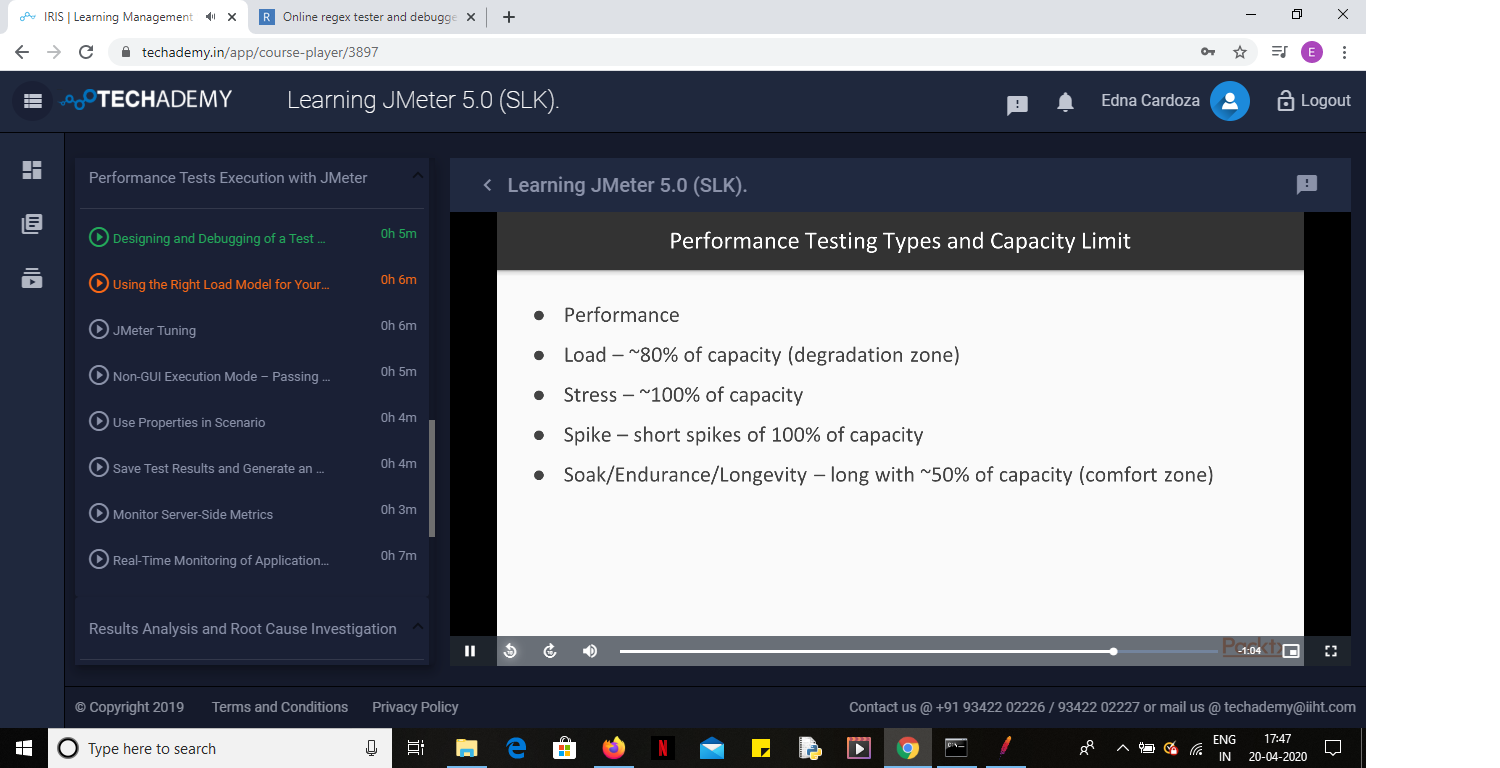 IRIS | Learning Management
Online regex tester and debugge
techademy.in/app/course-player/3897
E
TECHADEMY
Learning JMeter 5.0 (SLK).
Edna Cardoza
Logout
Performance Tests Execution with JMeter
Designing and Debugging of a Test ...
0h 5m
Using the Right Load Model for Your...
0h 6m
JMeter Tuning
0h 6m
Non-GUI Execution Mode – Passing ...
0h 5m
Use Properties in Scenario
0h 4m
Save Test Results and Generate an ...
0h 4m
Monitor Server-Side Metrics
0h 3m
Real-Time Monitoring of Application...
0h 7m
Results Analysis and Root Cause Investigation
Learning JMeter 5.0 (SLK).
Performance Testing Types and Capacity Limit
● Performance
● Load – ~80% of capacity (degradation zone)
● Stress – ~100% of capacity
● Spike – short spikes of 100% of capacity
● Soak/Endurance/Longevity – long with ~50% of capacity (comfort zone)
-1:04
© Copyright 2019
Terms and Conditions
Privacy Policy
Contact us @ +91 93422 02226 / 93422 02227 or mail us @ techademy@iiht.com
Type here to search
ENG
IN
17:47
20-04-2020